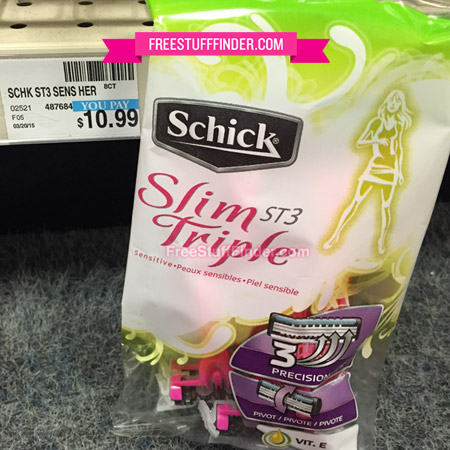 FREESTUFFFINDER.COM
SCHK ST3 SENS HER 8CT
02521 487684 YOU PAY
F05
03/20/15 $10.99
Schick®
Slim ST3
Triple
FreeStuffFinder.com
sensitive • Peaux sensibles • Piel sensible
3
PRECISION
PIVOT / PIVOTE / PIVOTE
VIT. E